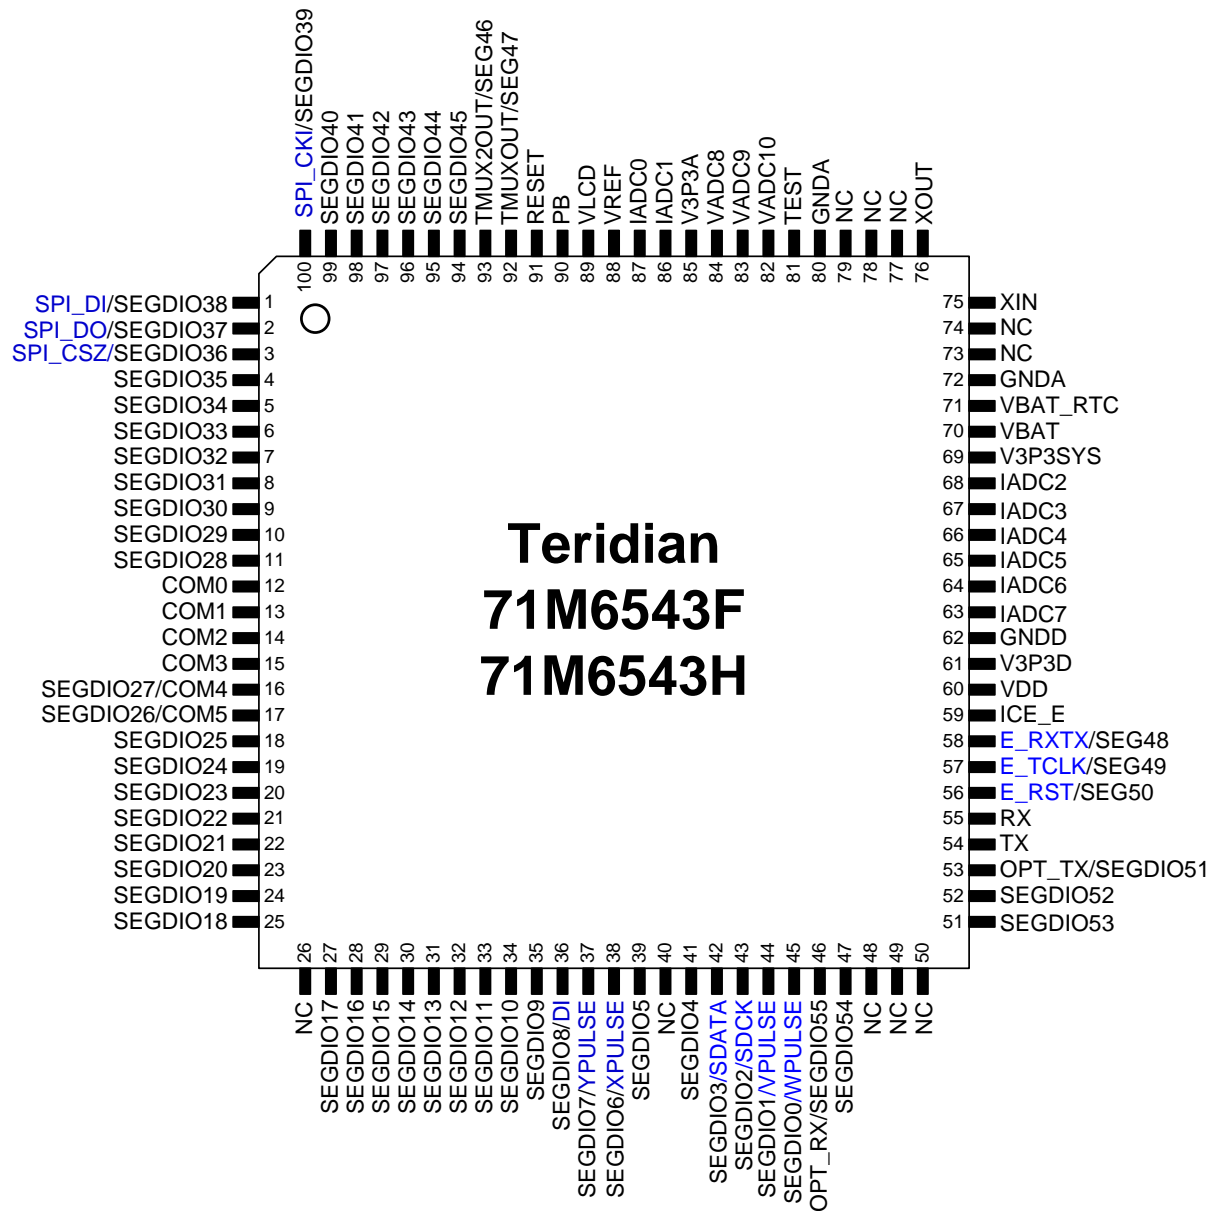 SPI_CKI/SEGDIO39
SEGDIO40
SEGDIO41
SEGDIO42
SEGDIO43
SEGDIO44
SEGDIO45
TMUX2OUT/SEG46
TMUXOUT/SEG47
RESET
PB
VLCD
VREF
IADC0
IADC1
V3P3A
VADC8
VADC9
VADC10
TEST
GNDA
NC
NC
NC
XOUT
100
99
98
97
96
95
94
93
92
91
90
89
88
87
86
85
84
83
82
81
80
79
78
77
76
SPI_DI/SEGDIO38 1
SPI_DO/SEGDIO37 2
SPI_CSZ/SEGDIO36 3
SEGDIO35 4
SEGDIO34 5
SEGDIO33 6
SEGDIO32 7
SEGDIO31 8
SEGDIO30 9
SEGDIO29 10
SEGDIO28 11
COM0 12
COM1 13
COM2 14
COM3 15
SEGDIO27/COM4 16
SEGDIO26/COM5 17
SEGDIO25 18
SEGDIO24 19
SEGDIO23 20
SEGDIO22 21
SEGDIO21 22
SEGDIO20 23
SEGDIO19 24
SEGDIO18 25
Teridian
71M6543F
71M6543H
75 XIN
74 NC
73 NC
72 GNDA
71 VBAT_RTC
70 VBAT
69 V3P3SYS
68 IADC2
67 IADC3
66 IADC4
65 IADC5
64 IADC6
63 IADC7
62 GNDD
61 V3P3D
60 VDD
59 ICE_E
58 E_RXTX/SEG48
57 E_TCLK/SEG49
56 E_RST/SEG50
55 RX
54 TX
53 OPT_TX/SEGDIO51
52 SEGDIO52
51 SEGDIO53
26
27
28
29
30
31
32
33
34
35
36
37
38
39
40
41
42
43
44
45
46
47
48
49
50
NC
SEGDIO17
SEGDIO16
SEGDIO15
SEGDIO14
SEGDIO13
SEGDIO12
SEGDIO11
SEGDIO10
SEGDIO9
SEGDIO8/DI
SEGDIO7/YPULSE
SEGDIO6/XPULSE
SEGDIO5
NC
SEGDIO4
SEGDIO3/SDATA
SEGDIO2/SDCK
SEGDIO1/VPULSE
SEGDIO0/WPULSE
OPT_RX/SEGDIO55
SEGDIO54
NC
NC
NC